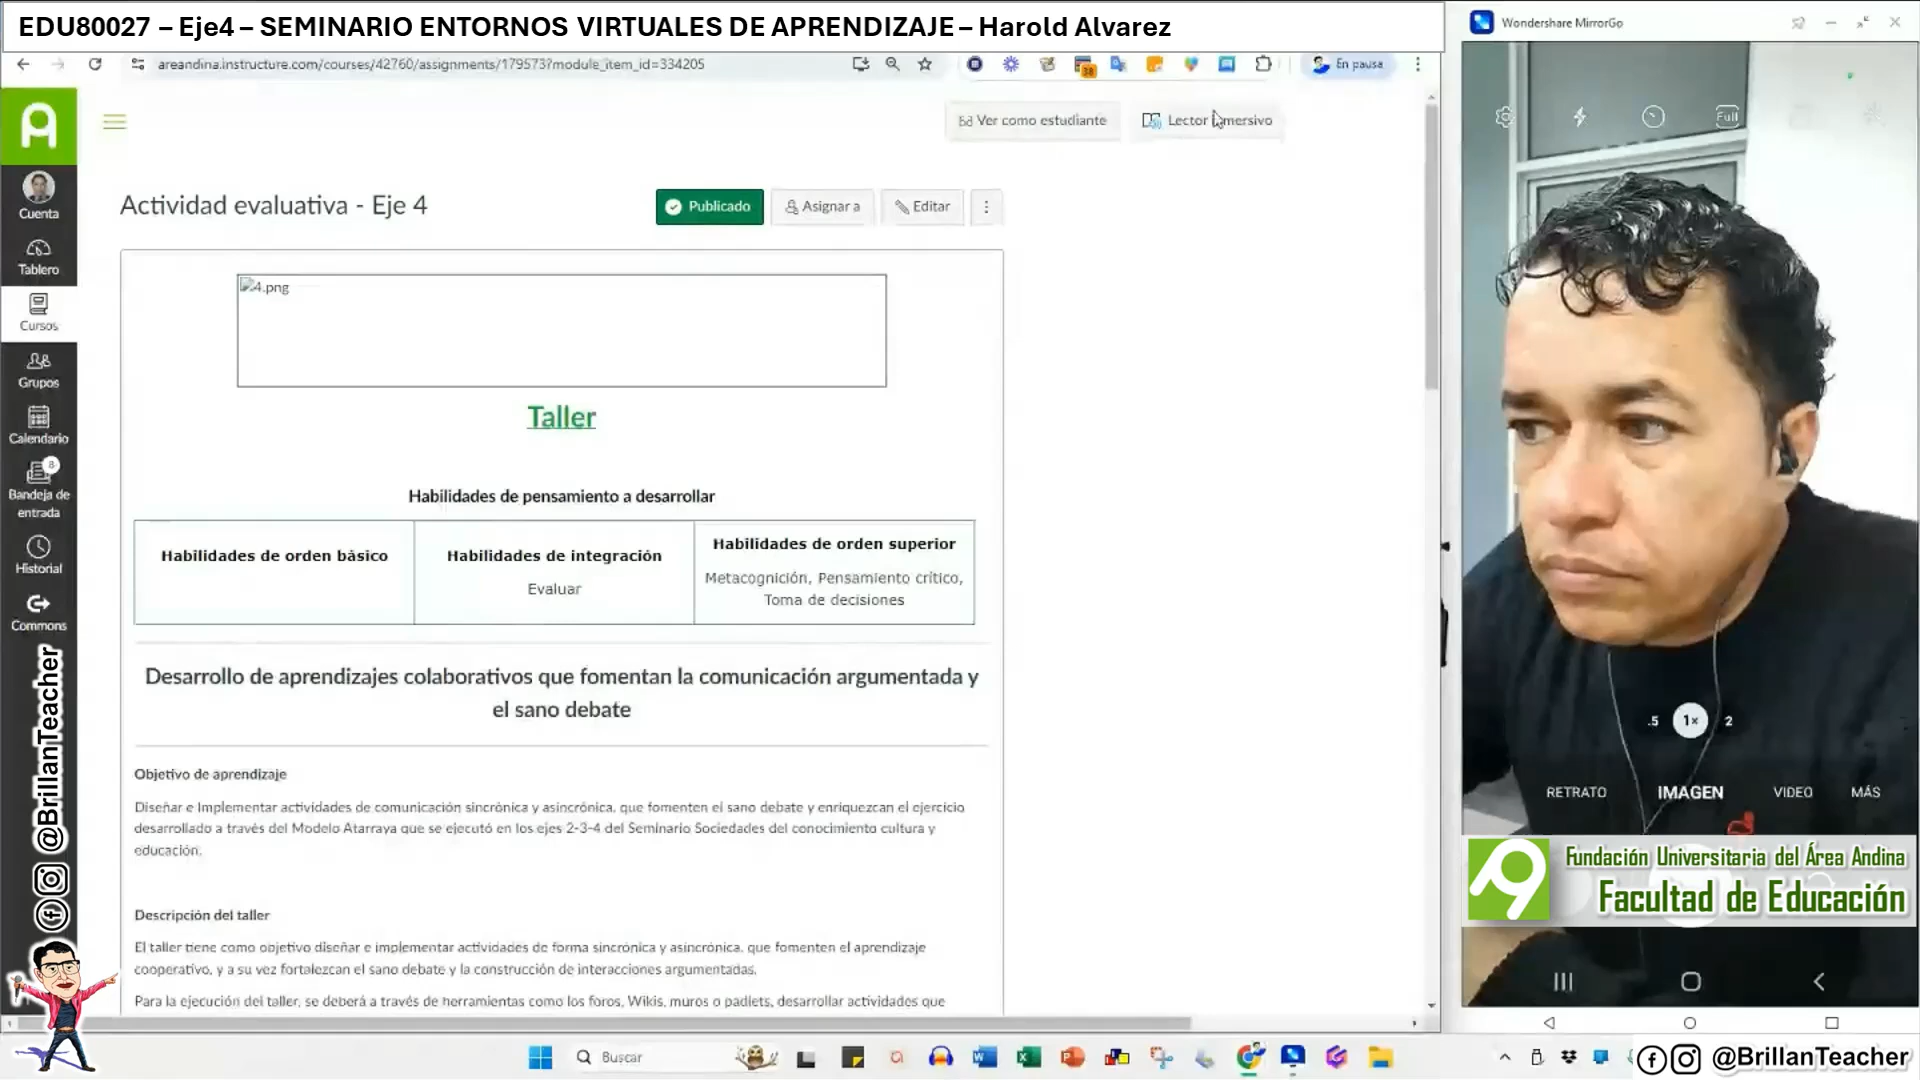 EDU80027 – Eje4 – SEMINARIO ENTORNOS VIRTUALES DE APRENDIZAJE – Harold Alvarez
Wondershare MirrorGo
areandina.instructure.com/courses/42760/assignments/179573?module_item_id=334205
38
En pausa
Ver como estudiante
Lector inmersivo
Full
Cuenta
Tablero
Cursos
Grupos
Calendario
8
Bandeja de
entrada
Historial
Commons
@BrillanTeacher
Actividad evaluativa - Eje 4
Publicado
Asignar a
Editar
4.png
Taller
Habilidades de pensamiento a desarrollar
Habilidades de orden básico
Habilidades de integración
Evaluar
Habilidades de orden superior
Metacognición, Pensamiento crítico,
Toma de decisiones
Desarrollo de aprendizajes colaborativos que fomentan la comunicación argumentada y
el sano debate
Objetivo de aprendizaje
Diseñar e Implementar actividades de comunicación sincrónica y asincrónica, que fomenten el sano debate y enriquezcan el ejercicio
desarrollado a través del Modelo Atarraya que se ejecutó en los ejes 2-3-4 del Seminario Sociedades del conocimiento cultura y
educación.
Descripción del taller
El taller tiene como objetivo diseñar e implementar actividades de forma sincrónica y asincrónica, que fomenten el aprendizaje
cooperativo, y a su vez fortalezcan el sano debate y la construcción de interacciones argumentadas.
Para la ejecución del taller, se deberá a través de herramientas como los foros, Wikis, muros o padlets, desarrollar actividades que
.5 1× 2
RETRATO IMAGEN VIDEO MÁS
Fundación Universitaria del Área Andina
Facultad de Educación
Buscar
@BrillanTeacher